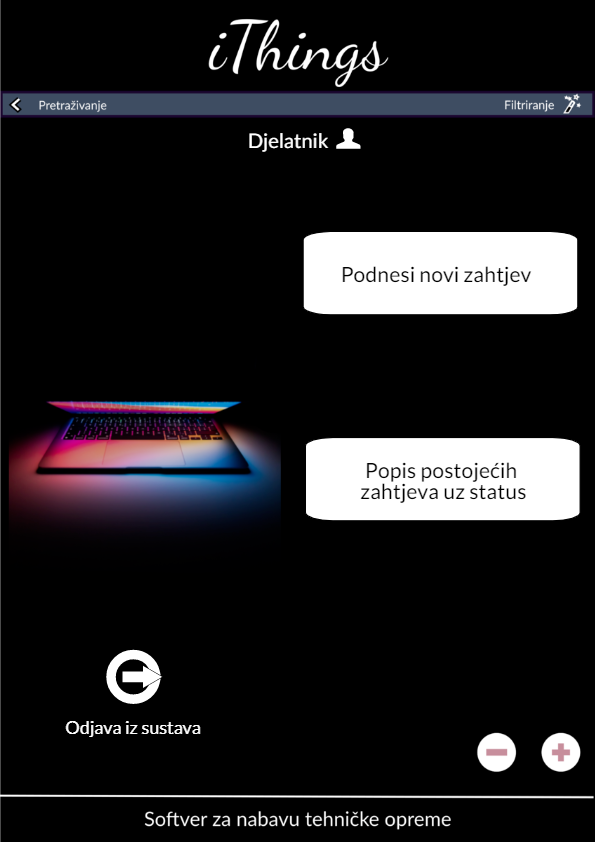 iThings
Pretraživanje
Filtriranje
Djelatnik
Podnesi novi zahtjev
Popis postojećih
zahtjeva uz status
Odjava iz sustava
Softver za nabavu tehničke opreme